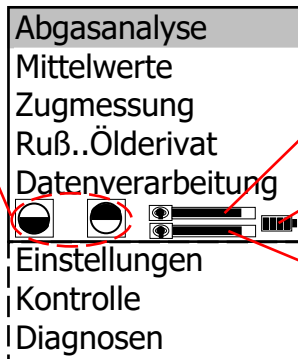 Abgasanalyse
Mittelwerte
Zugmessung
Ruß..Ölderivat
Datenverarbeitung
Einstellungen
Kontrolle
Diagnosen